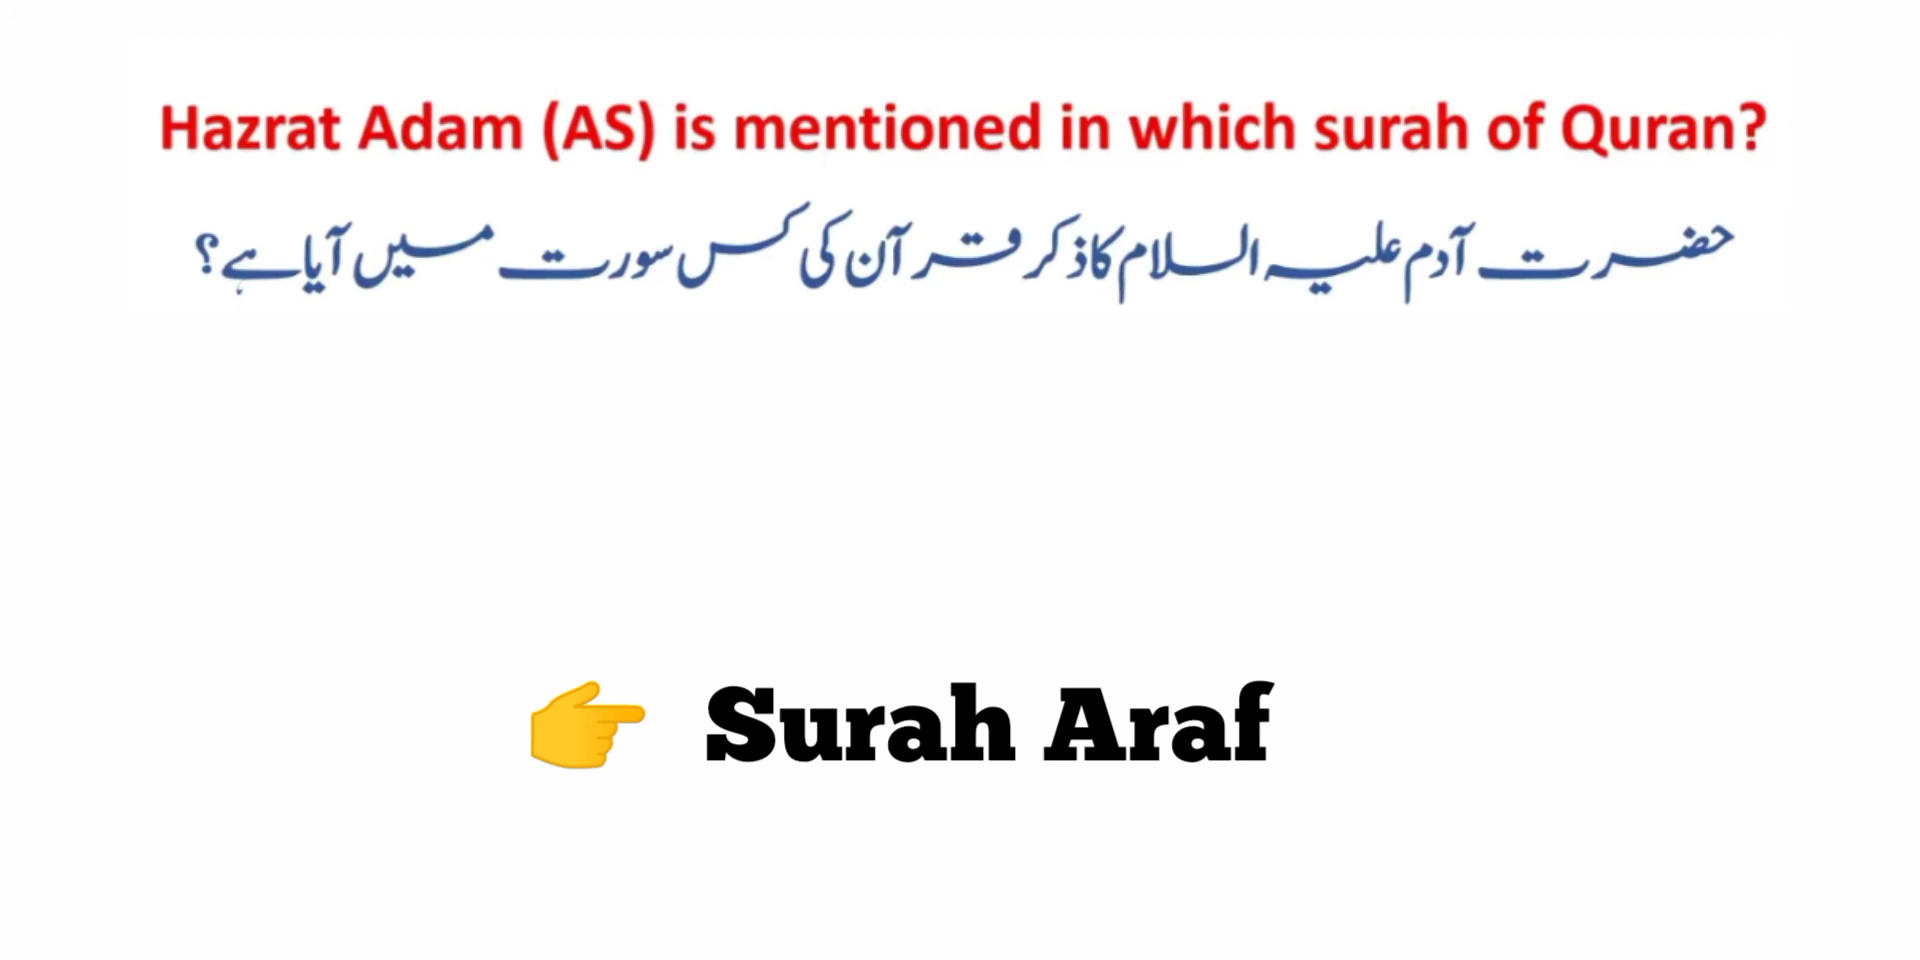 Hazrat Adam (AS) is mentioned in which surah of Quran?
حضرت آدم علیہ السلام کا ذکر قرآن کی کس سورت میں آیا ہے؟
👉 Surah Araf